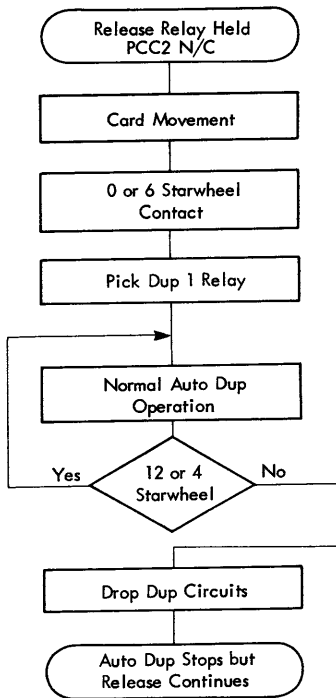 Release Relay Held
PCC2 N/C
Card Movement
0 or 6 Starwheel
Contact
Pick Dup 1 Relay
Normal Auto Dup
Operation
Yes
12 or 4
Starwheel
No
Drop Dup Circuits
Auto Dup Stops but
Release Continues